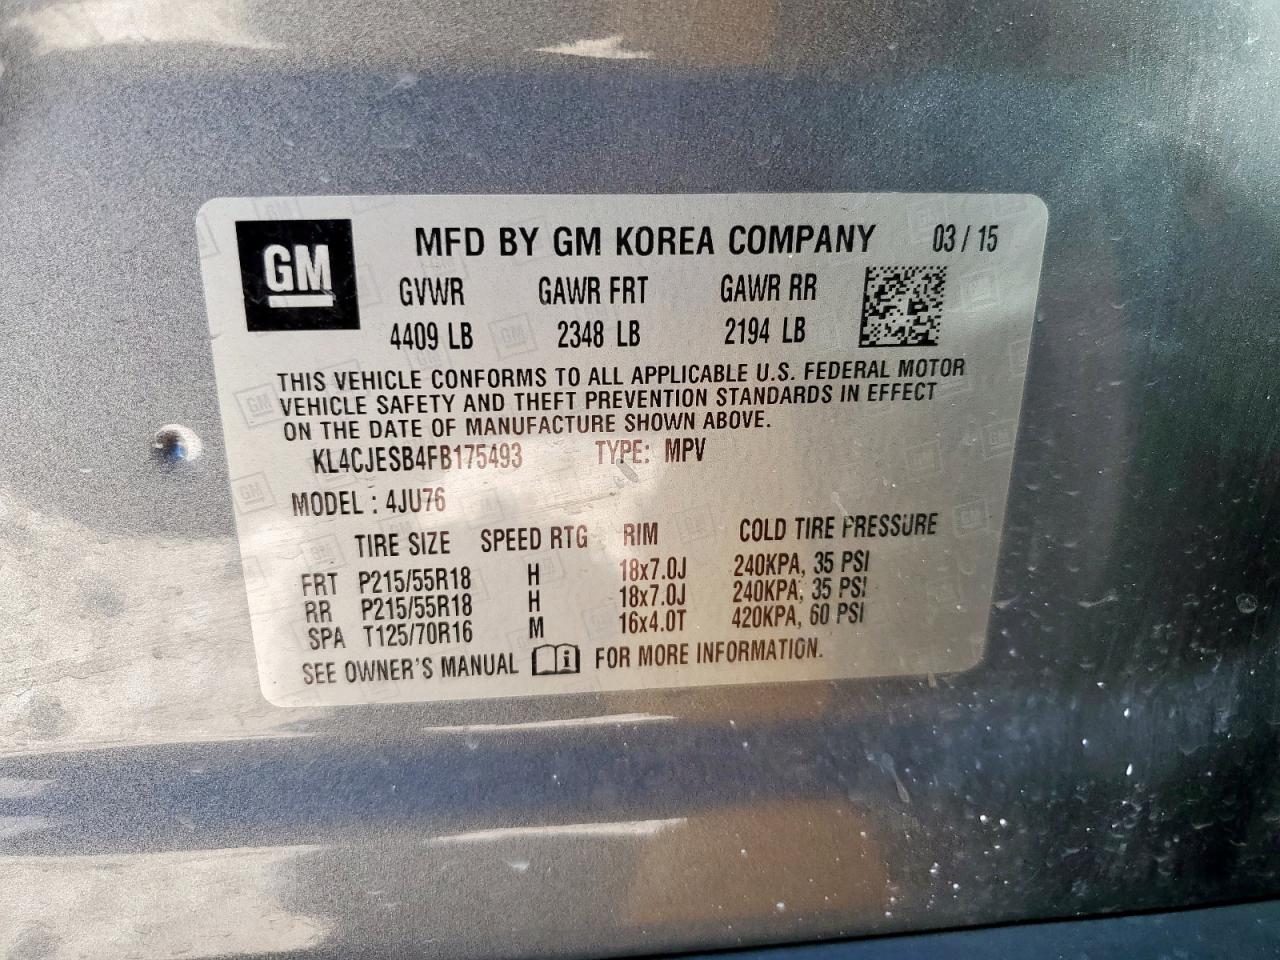 GM MFD BY GM KOREA COMPANY 03 / 15
GVWR GAWR FRT GAWR RR
4409 LB 2348 LB 2194 LB
THIS VEHICLE CONFORMS TO ALL APPLICABLE U.S. FEDERAL MOTOR
VEHICLE SAFETY AND THEFT PREVENTION STANDARDS IN EFFECT
ON THE DATE OF MANUFACTURE SHOWN ABOVE.
KL4CJESB4FB175493 TYPE: MPV
MODEL : 4JU76
TIRE SIZE SPEED RTG RIM COLD TIRE PRESSURE
FRT P215/55R18 H 18x7.0J 240KPA, 35 PSI
RR P215/55R18 H 18x7.0J 240KPA, 35 PSI
SPA T125/70R16 M 16x4.0T 420KPA, 60 PSI
SEE OWNER'S MANUAL FOR MORE INFORMATION.